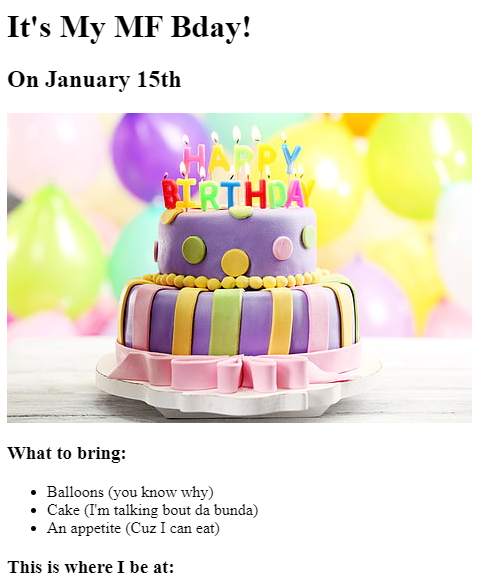 It's My MF Bday!
On January 15th
HAPPY
BIRTHDAY
What to bring:
Balloons (you know why)
Cake (I'm talking bout da bunda)
An appetite (Cuz I can eat)
This is where I be at: